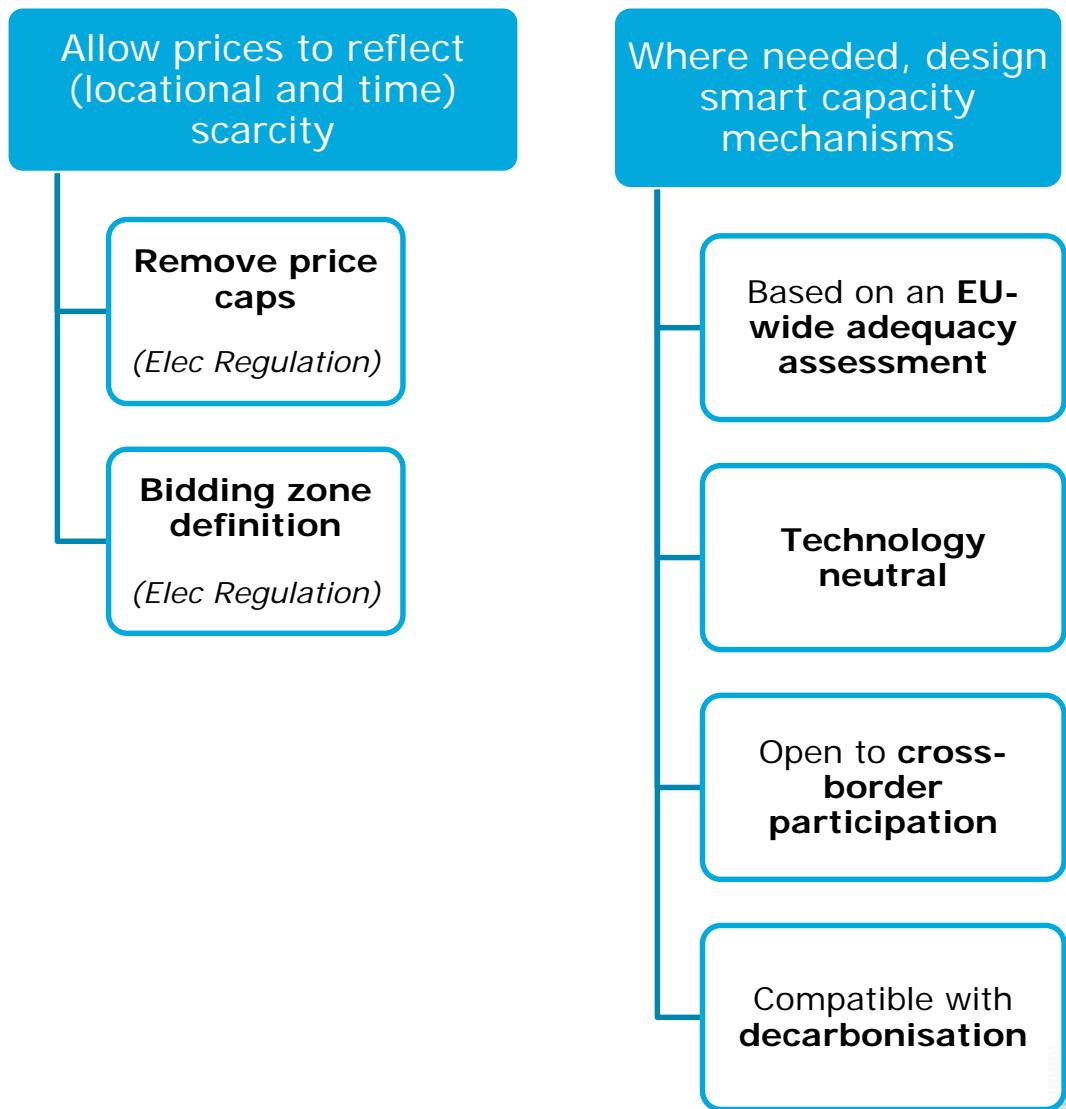 Allow prices to reflect
(locational and time)
scarcity
Remove price
caps
(Elec Regulation)
Bidding zone
definition
(Elec Regulation)
Where needed, design
smart capacity
mechanisms
Based on an EU-
wide adequacy
assessment
Technology
neutral
Open to cross-
border
participation
Compatible with
decarbonisation